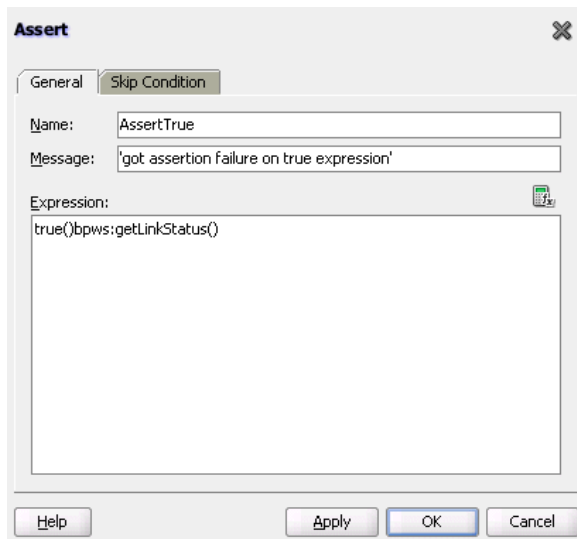 Assert
General Skip Condition
Name: AssertTrue
Message: 'got assertion failure on true expression'
Expression:
true()bpws:getLinkStatus()
Help Apply OK Cancel